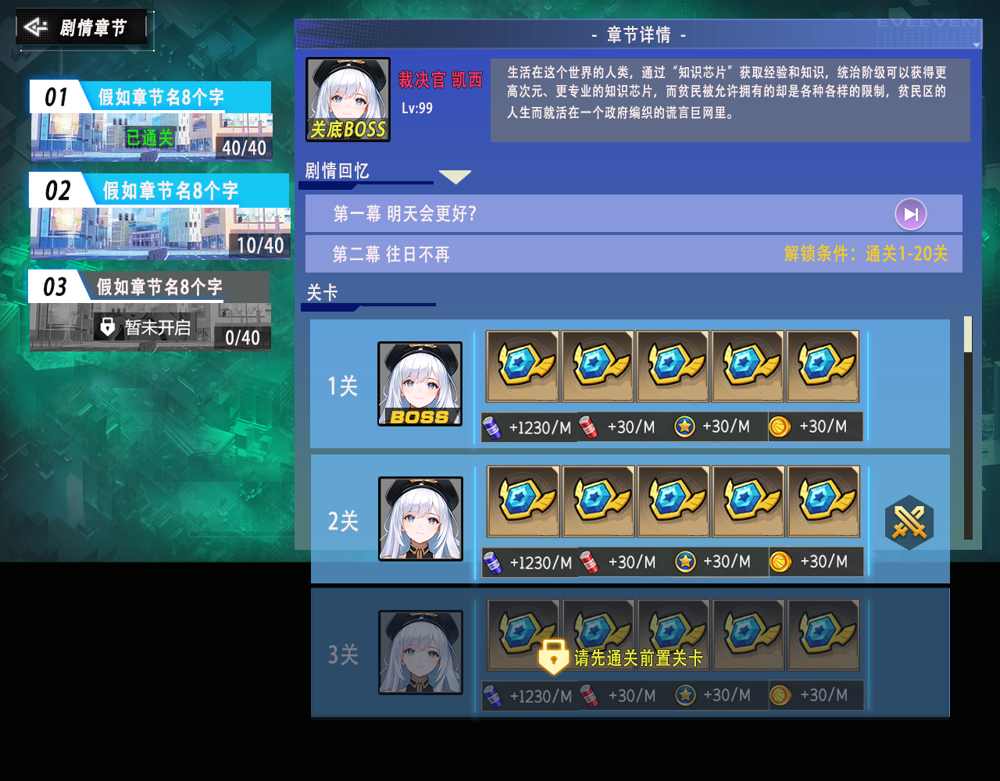 剧情章节
01 假如章节名8个字
已通关
40/40
02 假如章节名8个字
10/40
03 假如章节名8个字
暂未开启
0/40
- 章节详情 -
EVEEVEN
裁决官 凯西
Lv:99
关底BOSS
生活在这个世界的人类，通过“知识芯片”获取经验和知识，统治阶级可以获得更
高次元、更专业的知识芯片，而贫民被允许拥有的却是各种各样的限制，贫民区的
人生而就活在一个政府编织的谎言巨网里。
剧情回忆
第一幕 明天会更好?
第二幕 往日不再 解锁条件：通关1-20关
关卡
1关
BOSS
+1230/M +30/M +30/M +30/M
2关
+1230/M +30/M +30/M +30/M
3关
请先通关前置关卡
+1230/M +30/M +30/M +30/M